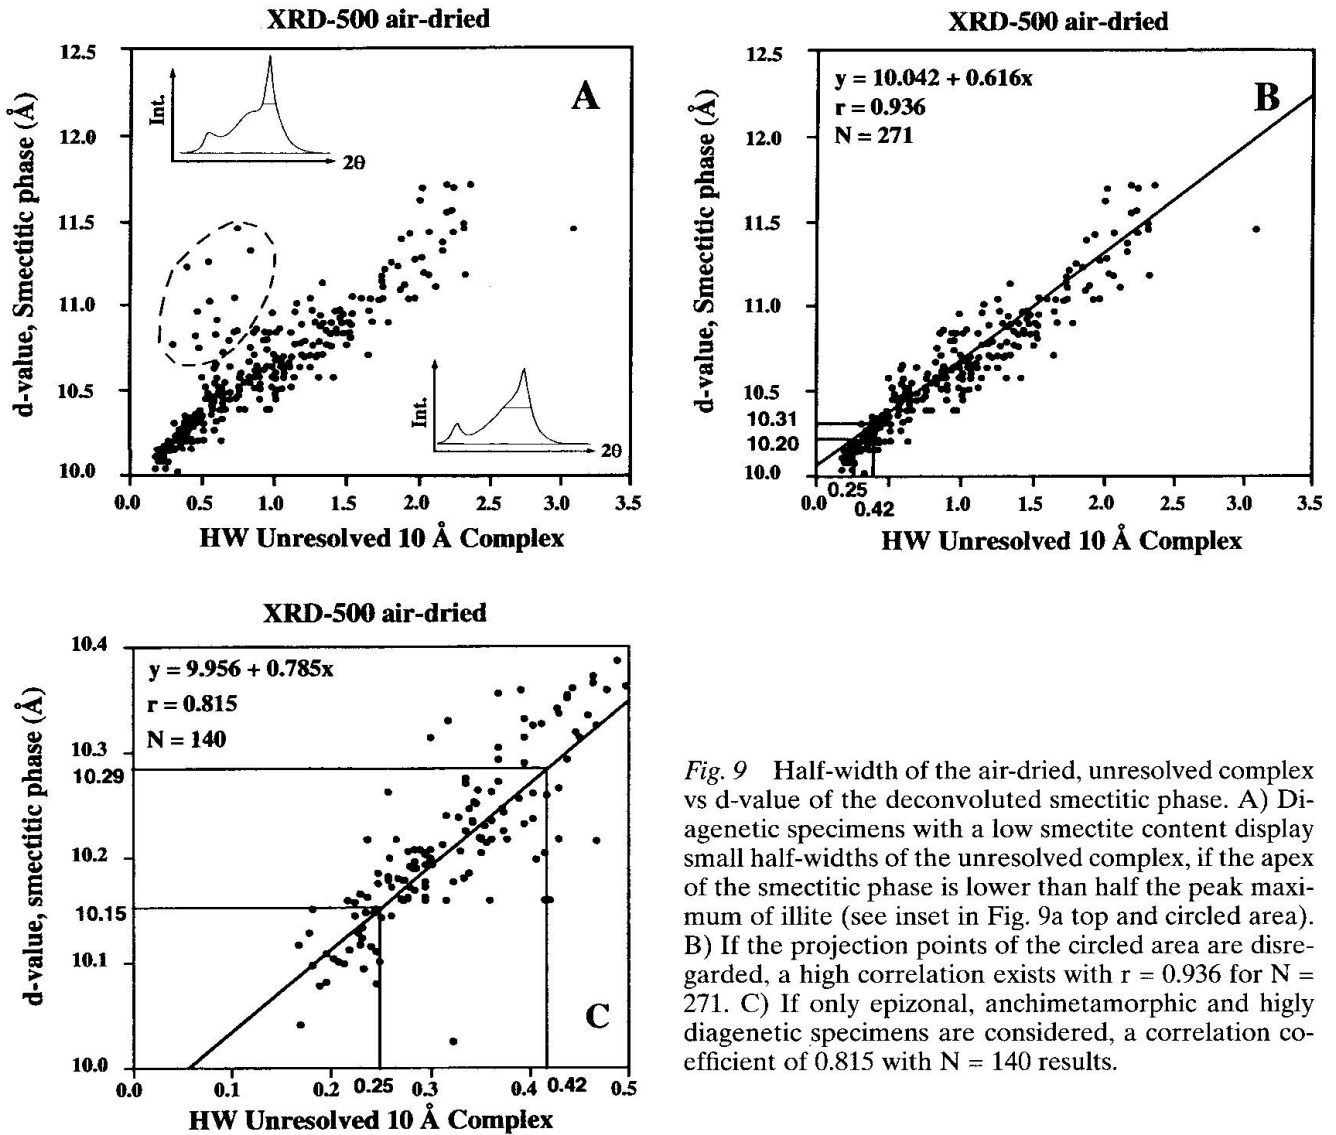 XRD-500 air-dried
12.5
12.0
11.5
11.0
10.5
10.0
d-value, Smectitic phase (Å)
A
Int.
2θ
Int.
2θ
0.0 0.5 1.0 1.5 2.0 2.5 3.0 3.5
HW Unresolved 10 Å Complex
XRD-500 air-dried
12.5
12.0
11.5
11.0
10.5
10.31
10.20
10.0
d-value, Smectitic phase (Å)
y = 10.042 + 0.616x
r = 0.936
N = 271
B
0.25
0.42
0.0 1.0 1.5 2.0 2.5 3.0 3.5
HW Unresolved 10 Å Complex
XRD-500 air-dried
10.4
10.3
10.29
10.2
10.15
10.1
10.0
d-value, smectitic phase (Å)
y = 9.956 + 0.785x
r = 0.815
N = 140
C
0.0 0.1 0.2 0.25 0.3 0.4 0.42 0.5
HW Unresolved 10 Å Complex
Fig. 9 Half-width of the air-dried, unresolved complex
vs d-value of the deconvoluted smectitic phase. A) Di-
agenetic specimens with a low smectite content display
small half-widths of the unresolved complex, if the apex
of the smectitic phase is lower than half the peak maxi-
mum of illite (see inset in Fig. 9a top and circled area).
B) If the projection points of the circled area are disre-
garded, a high correlation exists with r = 0.936 for N =
271. C) If only epizonal, anchimetamorphic and higly
diagenetic specimens are considered, a correlation co-
efficient of 0.815 with N = 140 results.